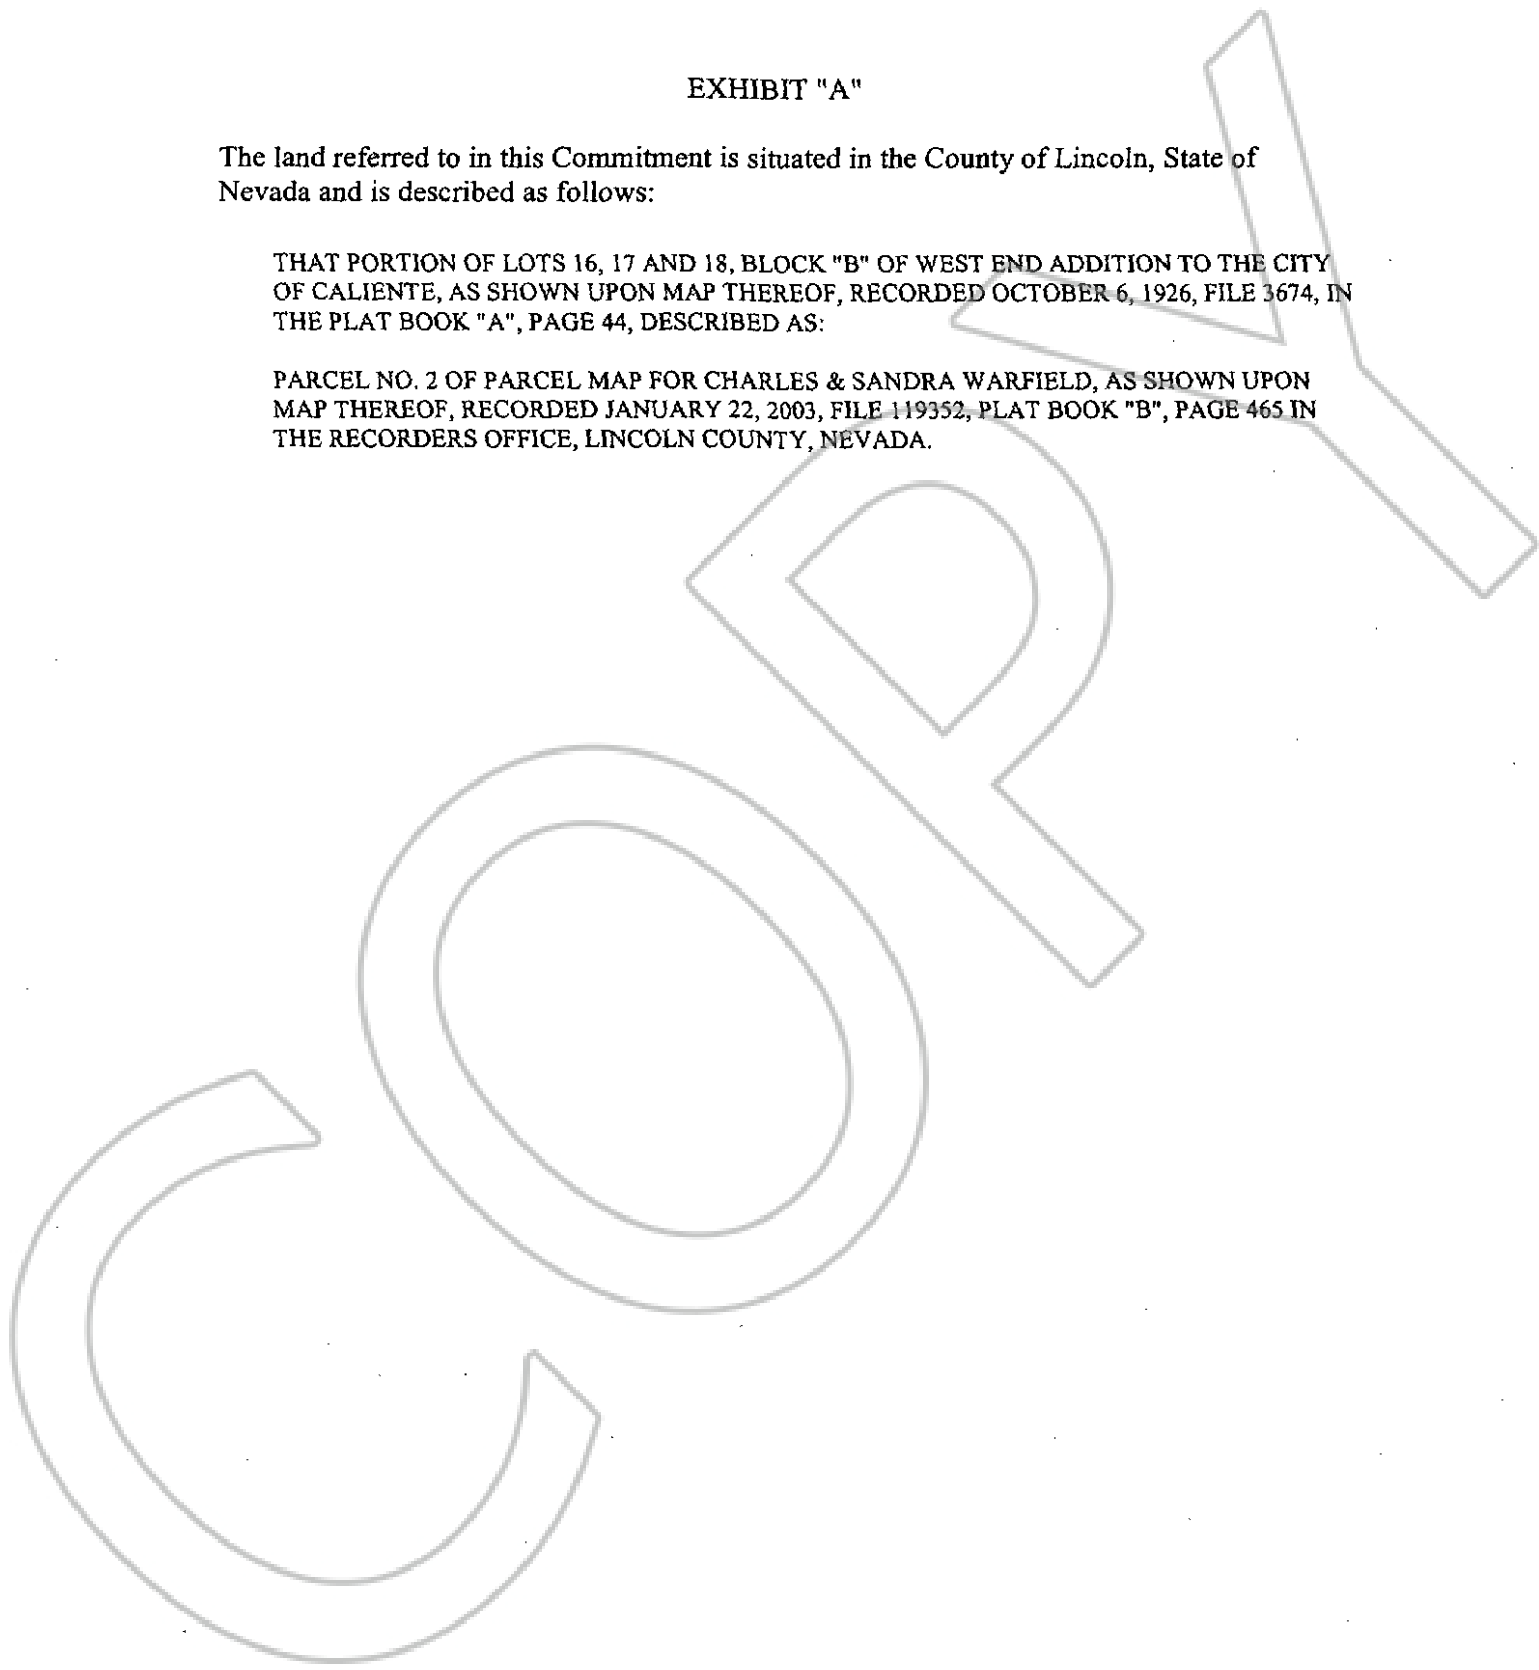 EXHIBIT "A"
The land referred to in this Commitment is situated in the County of Lincoln, State of
Nevada and is described as follows:
THAT PORTION OF LOTS 16, 17 AND 18, BLOCK "B" OF WEST END ADDITION TO THE CITY
OF CALIENTE, AS SHOWN UPON MAP THEREOF, RECORDED OCTOBER 6, 1926, FILE 3674, IN
THE PLAT BOOK "A", PAGE 44, DESCRIBED AS:
PARCEL NO. 2 OF PARCEL MAP FOR CHARLES & SANDRA WARFIELD, AS SHOWN UPON
MAP THEREOF, RECORDED JANUARY 22, 2003, FILE 119352, PLAT BOOK "B", PAGE 465 IN
THE RECORDERS OFFICE, LINCOLN COUNTY, NEVADA.
COPY